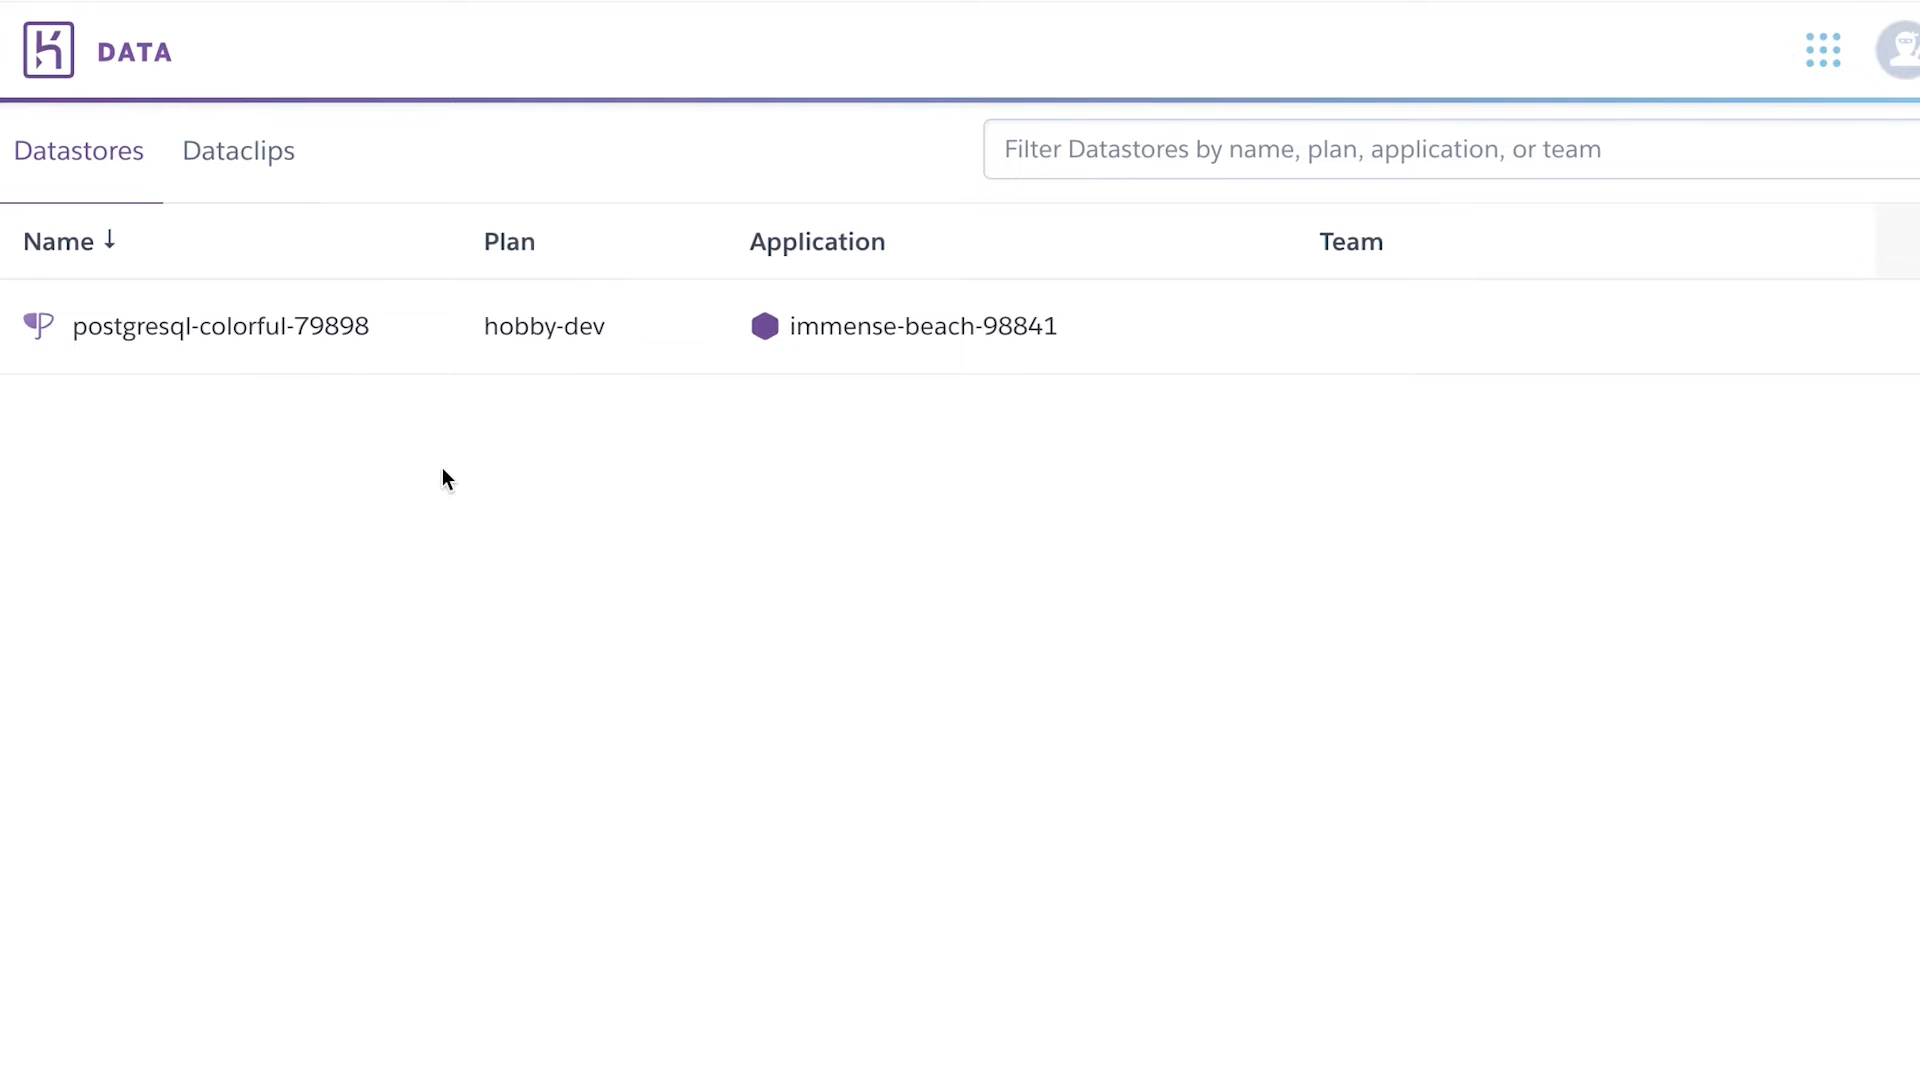 DATA
Datastores Dataclips Filter Datastores by name, plan, application, or team
Name ↓ Plan Application Team
postgresql-colorful-79898 hobby-dev immense-beach-98841